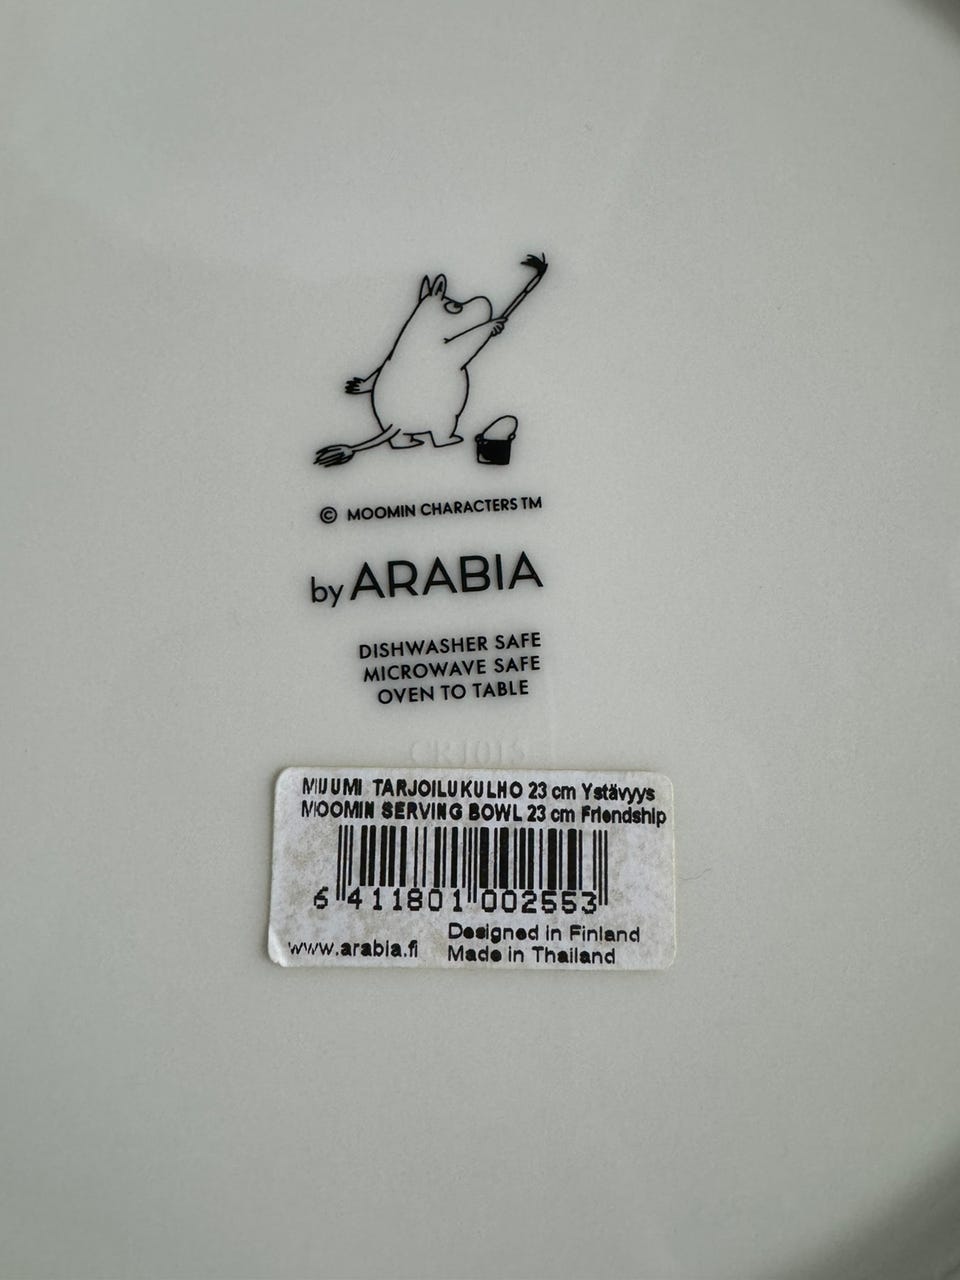 © MOOMIN CHARACTERS TM
by ARABIA
DISHWASHER SAFE
MICROWAVE SAFE
OVEN TO TABLE
MUUMI TARJOILUKULHO 23 cm Ystävyys
MOOMIN SERVING BOWL 23 cm Friendship
6 411801 002553
Designed in Finland
www.arabia.fi Made in Thailand